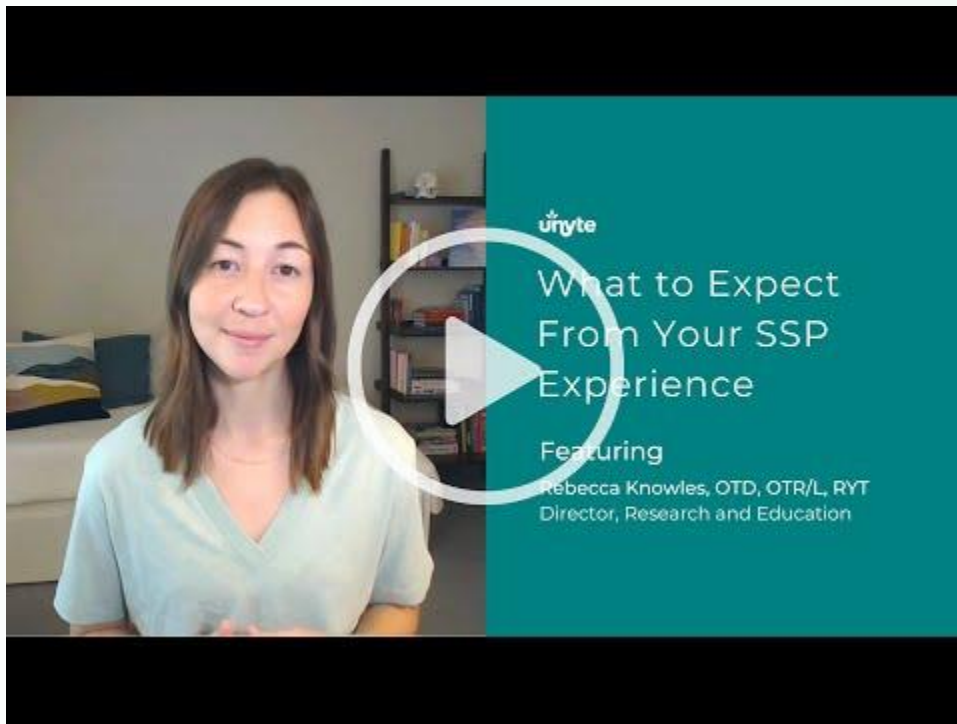 unyte
What to Expect
From Your SSP
Experience
Featuring
Rebecca Knowles, OTD, OTR/L, RYT
Director, Research and Education